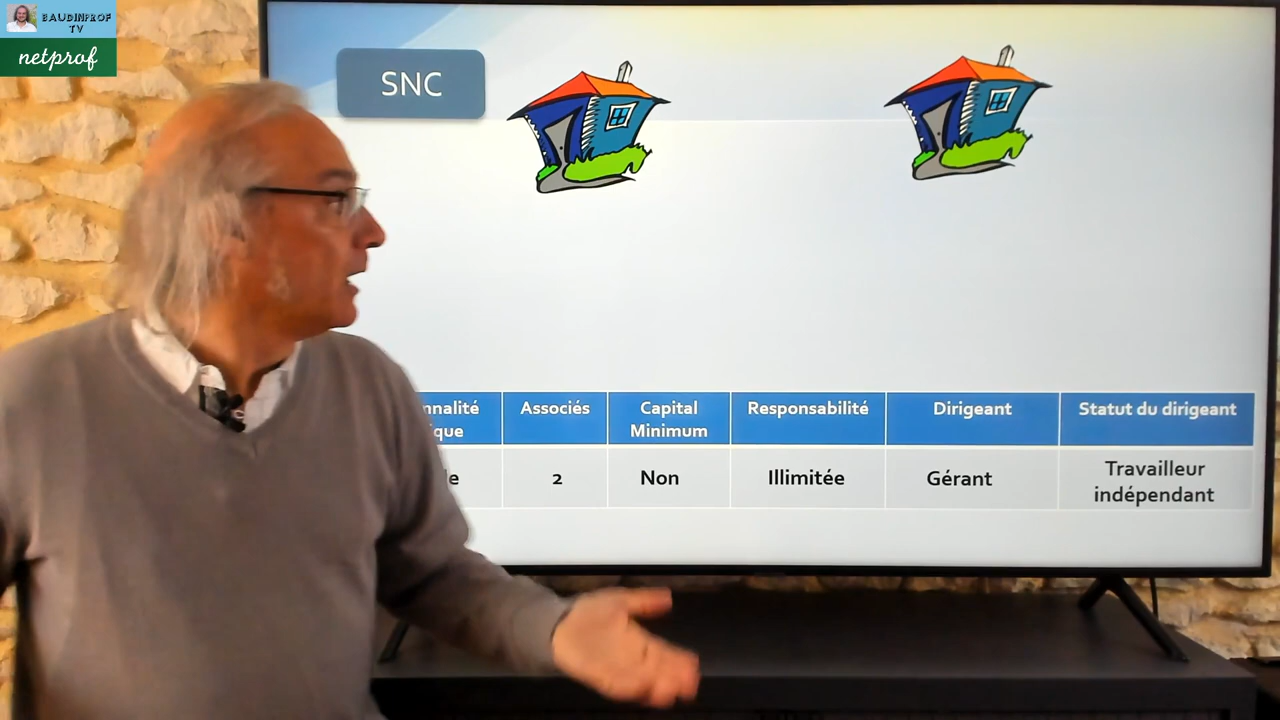 BAUDINPROF
TV
netprof
SNC
Associés
Capital
Minimum
Responsabilité
Dirigeant
Statut du dirigeant
2
Non
Illimitée
Gérant
Travailleur
indépendant